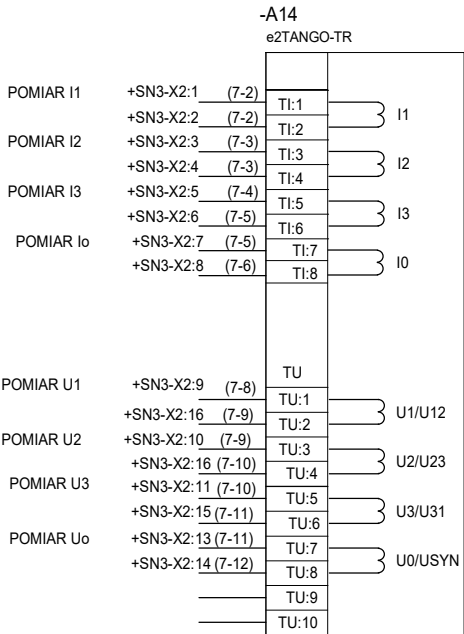 -A14
e2TANGO-TR
POMIAR I1 +SN3-X2:1 (7-2) TI:1
+SN3-X2:2 (7-2) TI:2 I1
POMIAR I2 +SN3-X2:3 (7-3) TI:3
+SN3-X2:4 (7-3) TI:4 I2
POMIAR I3 +SN3-X2:5 (7-4) TI:5
+SN3-X2:6 (7-5) TI:6 I3
POMIAR Io +SN3-X2:7 (7-5) TI:7
+SN3-X2:8 (7-6) TI:8 I0
TU
POMIAR U1 +SN3-X2:9 (7-8) TU:1
+SN3-X2:16 (7-9) TU:2 U1/U12
POMIAR U2 +SN3-X2:10 (7-9) TU:3
+SN3-X2:16 (7-10) TU:4 U2/U23
POMIAR U3 +SN3-X2:11 (7-10) TU:5
+SN3-X2:15 (7-11) TU:6 U3/U31
POMIAR Uo +SN3-X2:13 (7-11) TU:7
+SN3-X2:14 (7-12) TU:8 U0/USYN
TU:9
TU:10